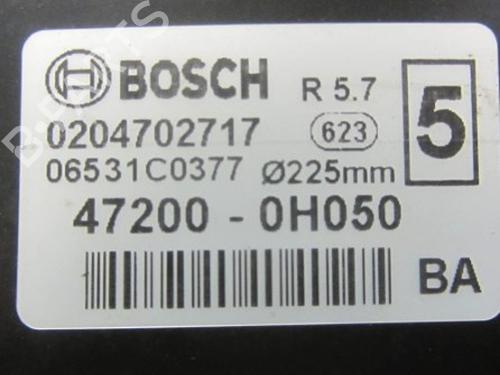 BOSCH R 5.7
5
0204702717 623
06531C0377 Ø225mm
47200 - 0H050
BA